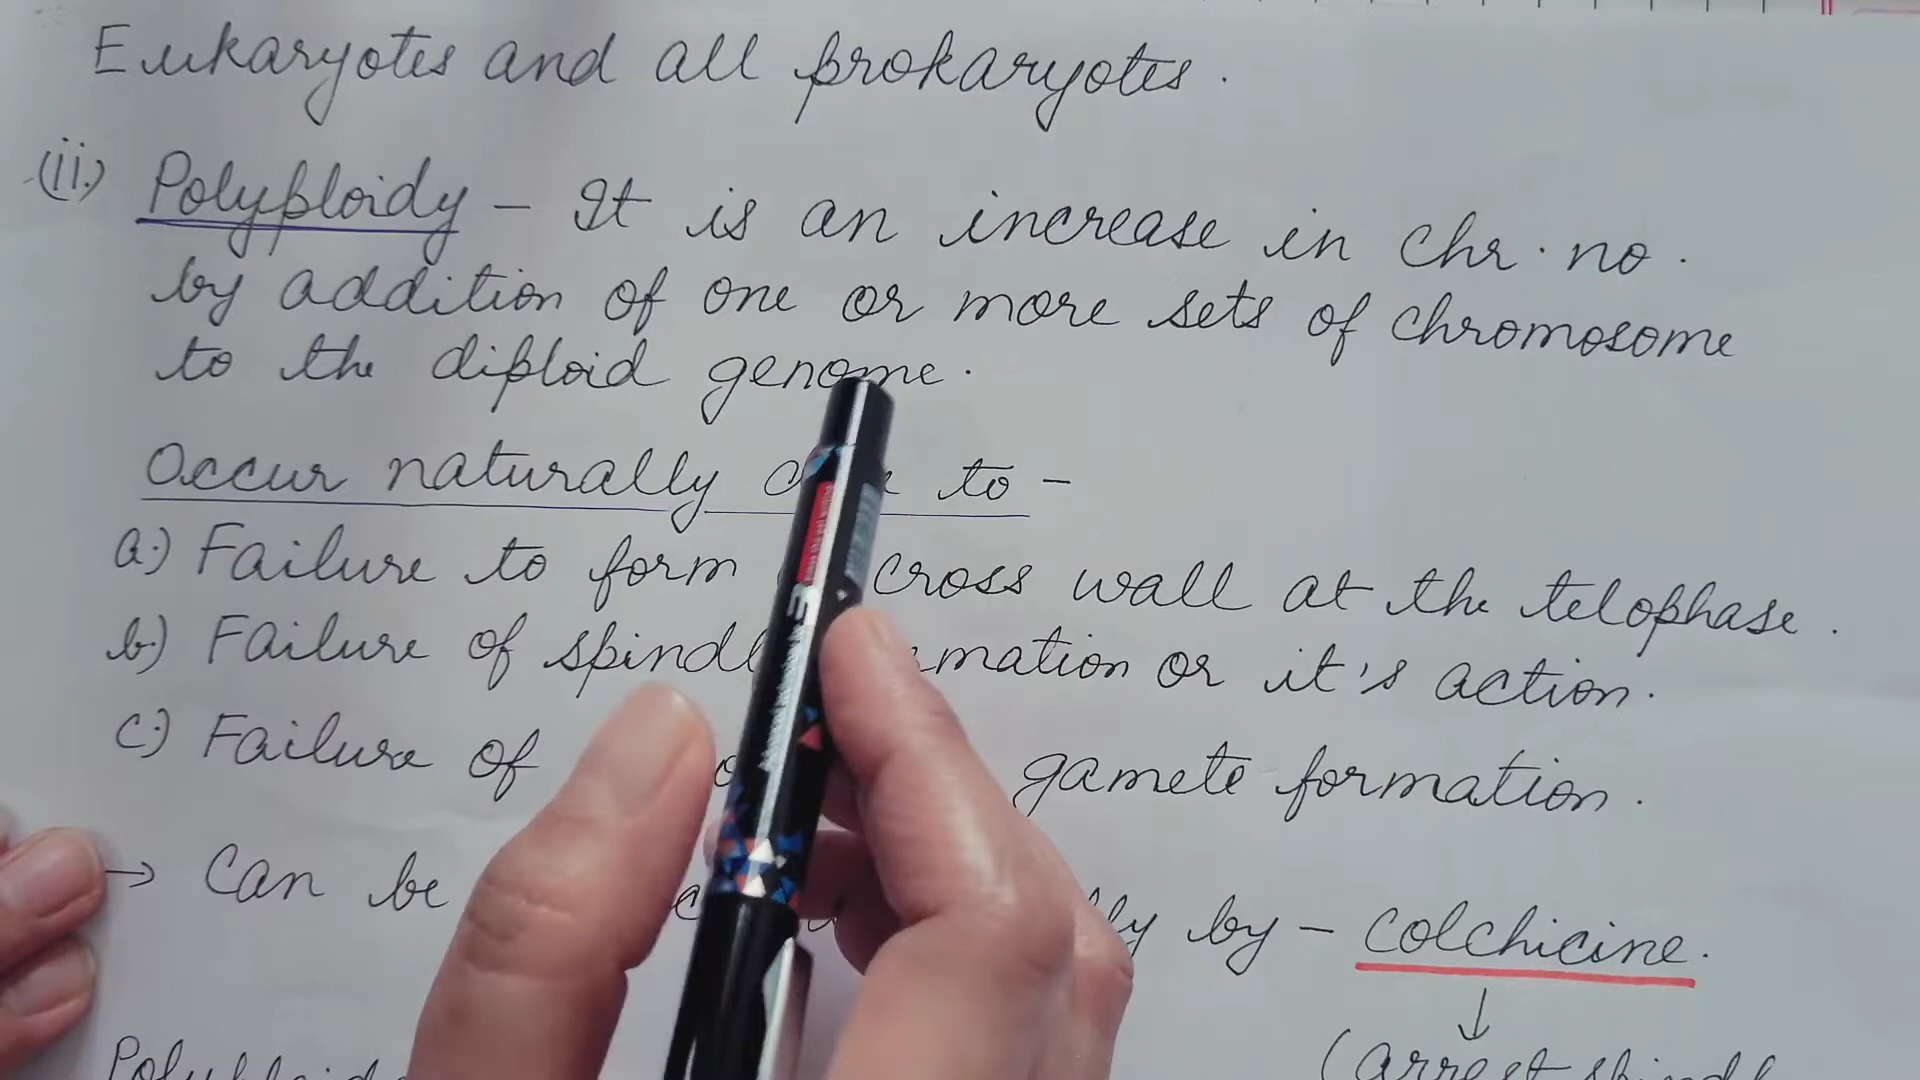 Eukaryotes and all prokaryotes.
(ii.) Polyploidy - It is an increase in chr. no.
by addition of one or more sets of chromosome
to the diploid genome.
Occur naturally to -
a.) Failure to form cross wall at the telophase.
b.) Failure of or it's action.
c.) Failure of gamete formation.
→ Can be by - colchicine.
↓
(arrest